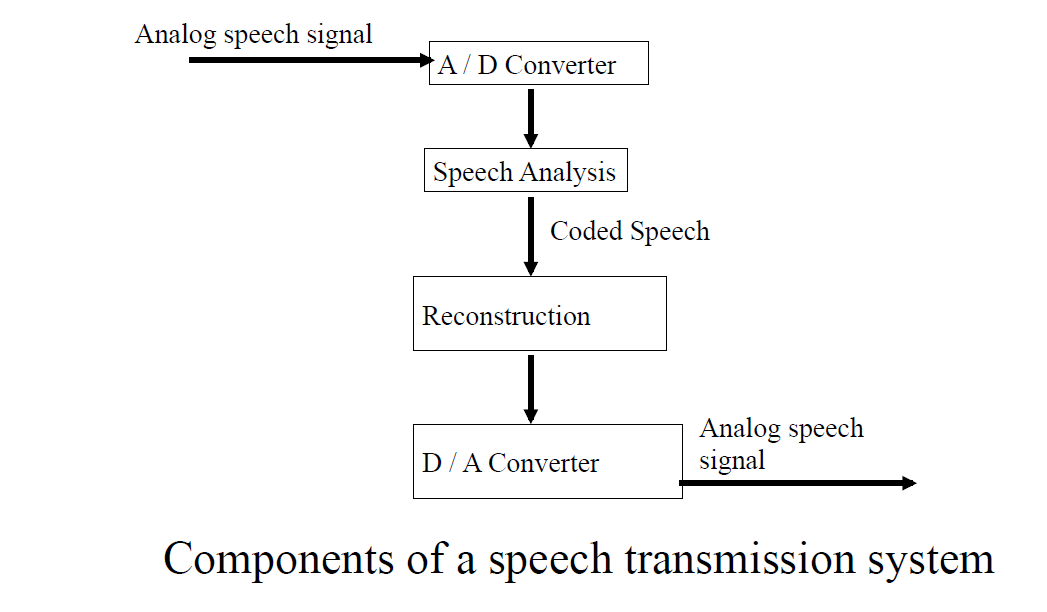 Analog speech signal
A / D Converter
Speech Analysis
Coded Speech
Reconstruction
D / A Converter
Analog speech
signal
Components of a speech transmission system